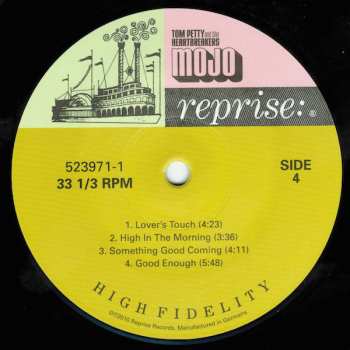 TOM PETTY and the
HEARTBREAKERS
MOJO
reprise: ®
523971-1
33 1/3 RPM
SIDE
4
1. Lover's Touch (4:23)
2. High In The Morning (3:36)
3. Something Good Coming (4:11)
4. Good Enough (5:48)
HIGH FIDELITY
℗©2010 Reprise Records. Manufactured in Germany.